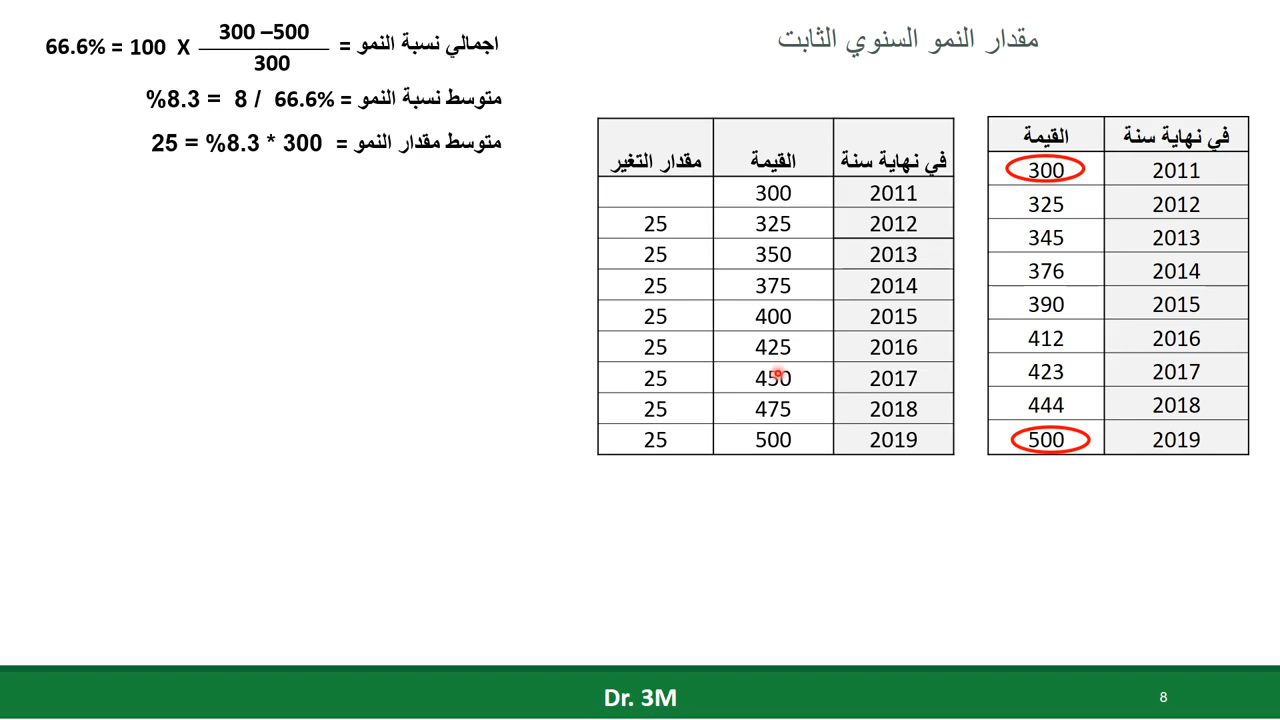 مقدار النمو السنوي الثابت
اجمالي نسبة النمو = 300 – 500 / 300 X 100 = 66.6%
متوسط نسبة النمو = 66.6% / 8 = 8.3%
متوسط مقدار النمو = 300 * 8.3% = 25
في نهاية سنة القيمة
2011 300
2012 325
2013 345
2014 376
2015 390
2016 412
2017 423
2018 444
2019 500
في نهاية سنة القيمة مقدار التغير
2011 300
2012 325 25
2013 350 25
2014 375 25
2015 400 25
2016 425 25
2017 450 25
2018 475 25
2019 500 25
Dr. 3M
8